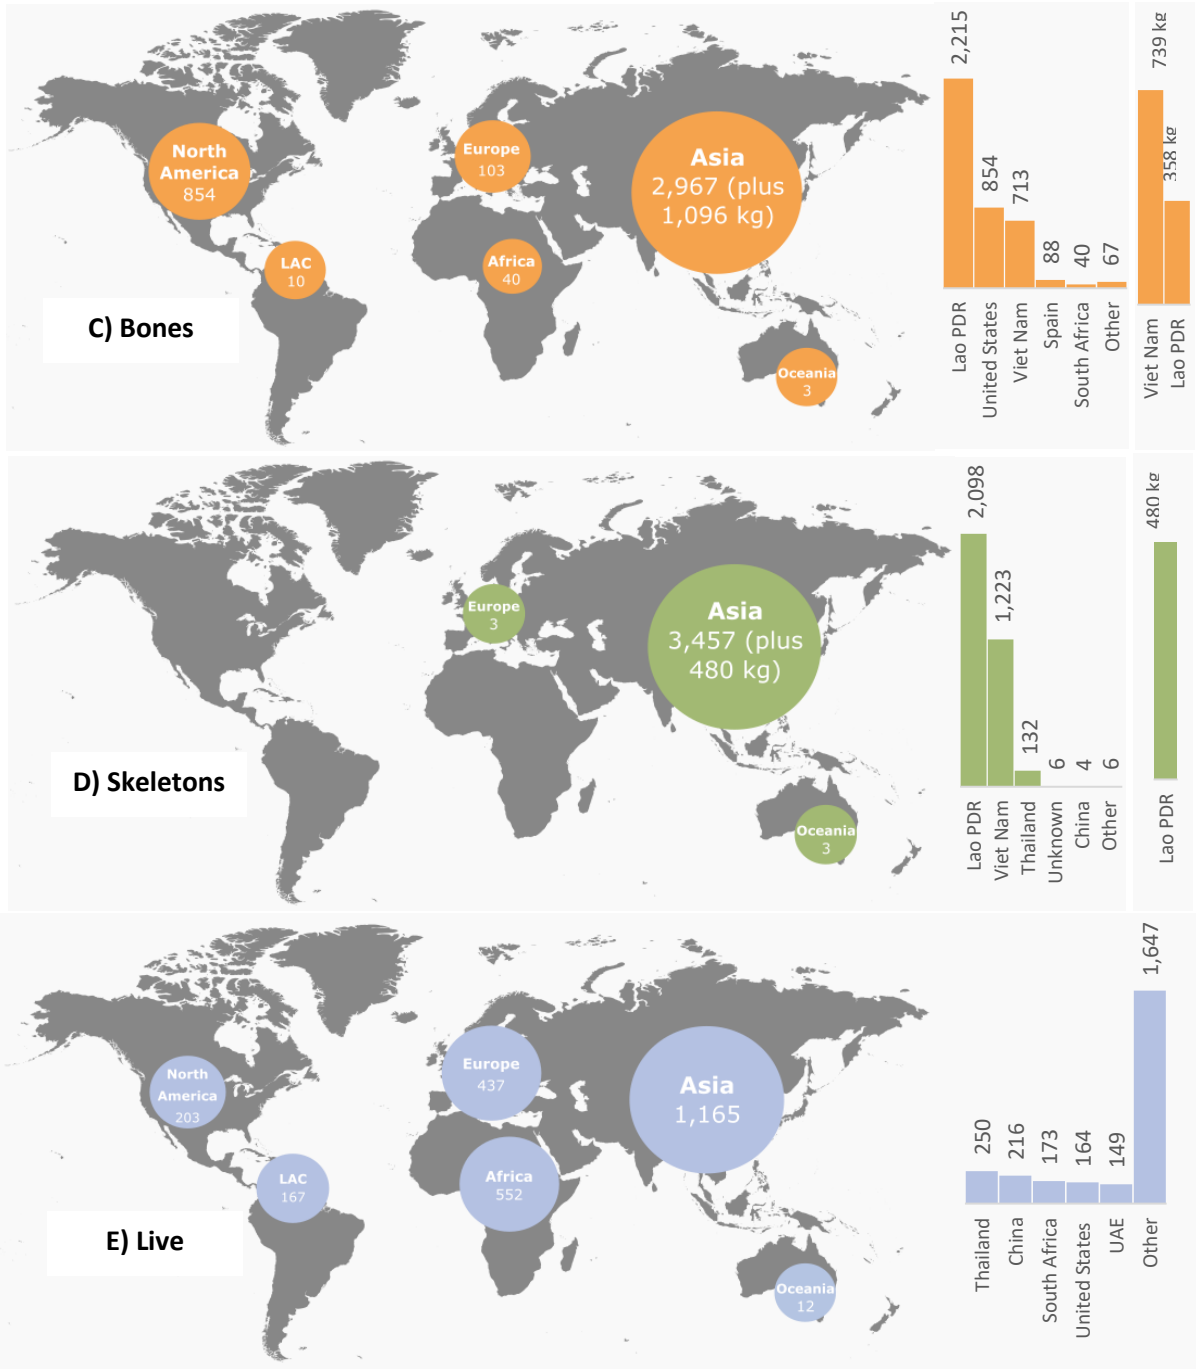 North
America
854
LAC
10
Europe
103
Africa
40
Asia
2,967 (plus
1,096 kg)
Oceania
3
C) Bones
2,215
854
713
88
40
67
Lao PDR
United States
Viet Nam
Spain
South Africa
Other
739 kg
358 kg
Viet Nam
Lao PDR
Europe
3
Asia
3,457 (plus
480 kg)
Oceania
3
D) Skeletons
2,098
1,223
132
6
4
6
Lao PDR
Viet Nam
Thailand
Unknown
China
Other
480 kg
Lao PDR
North
America
203
LAC
167
Europe
437
Africa
552
Asia
1,165
Oceania
12
E) Live
250
216
173
164
149
1,647
Thailand
China
South Africa
United States
UAE
Other